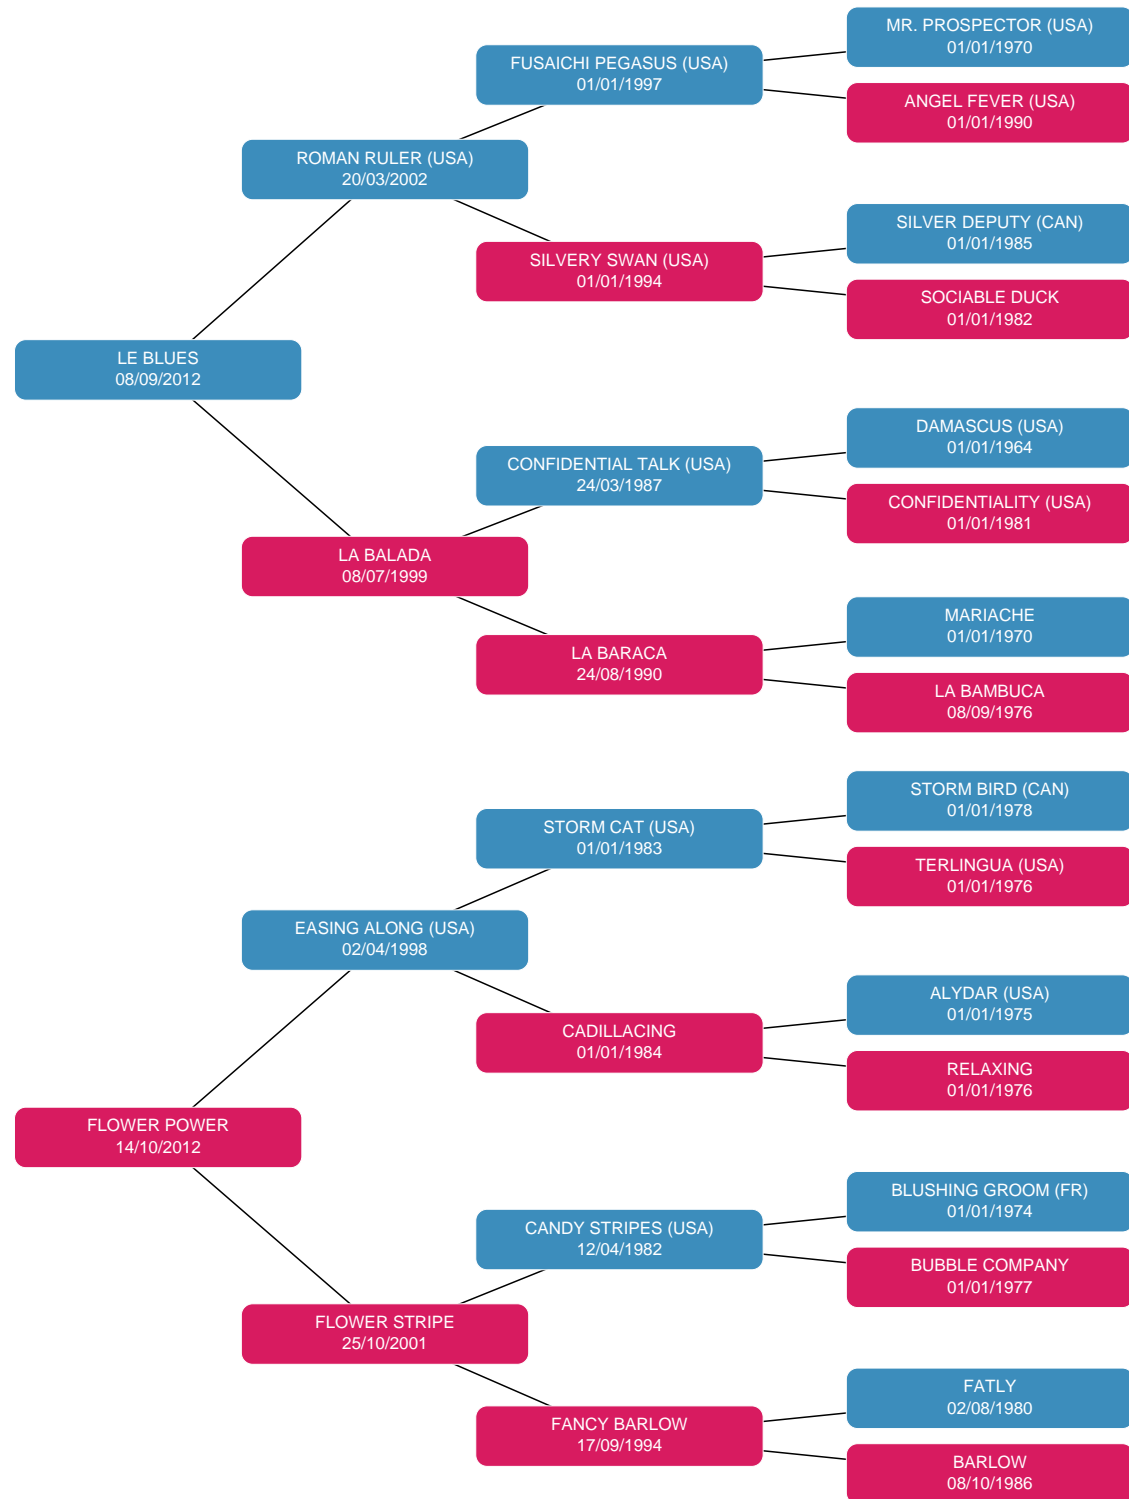 MR. PROSPECTOR (USA)
01/01/1970
FUSAICHI PEGASUS (USA)
01/01/1997
ANGEL FEVER (USA)
01/01/1990
ROMAN RULER (USA)
20/03/2002
SILVER DEPUTY (CAN)
01/01/1985
SILVERY SWAN (USA)
01/01/1994
SOCIABLE DUCK
01/01/1982
LE BLUES
08/09/2012
DAMASCUS (USA)
01/01/1964
CONFIDENTIAL TALK (USA)
24/03/1987
CONFIDENTIALITY (USA)
01/01/1981
LA BALADA
08/07/1999
MARIACHE
01/01/1970
LA BARACA
24/08/1990
LA BAMBUCA
08/09/1976
STORM BIRD (CAN)
01/01/1978
STORM CAT (USA)
01/01/1983
TERLINGUA (USA)
01/01/1976
EASING ALONG (USA)
02/04/1998
ALYDAR (USA)
01/01/1975
CADILLACING
01/01/1984
RELAXING
01/01/1976
FLOWER POWER
14/10/2012
BLUSHING GROOM (FR)
01/01/1974
CANDY STRIPES (USA)
12/04/1982
BUBBLE COMPANY
01/01/1977
FLOWER STRIPE
25/10/2001
FATLY
02/08/1980
FANCY BARLOW
17/09/1994
BARLOW
08/10/1986